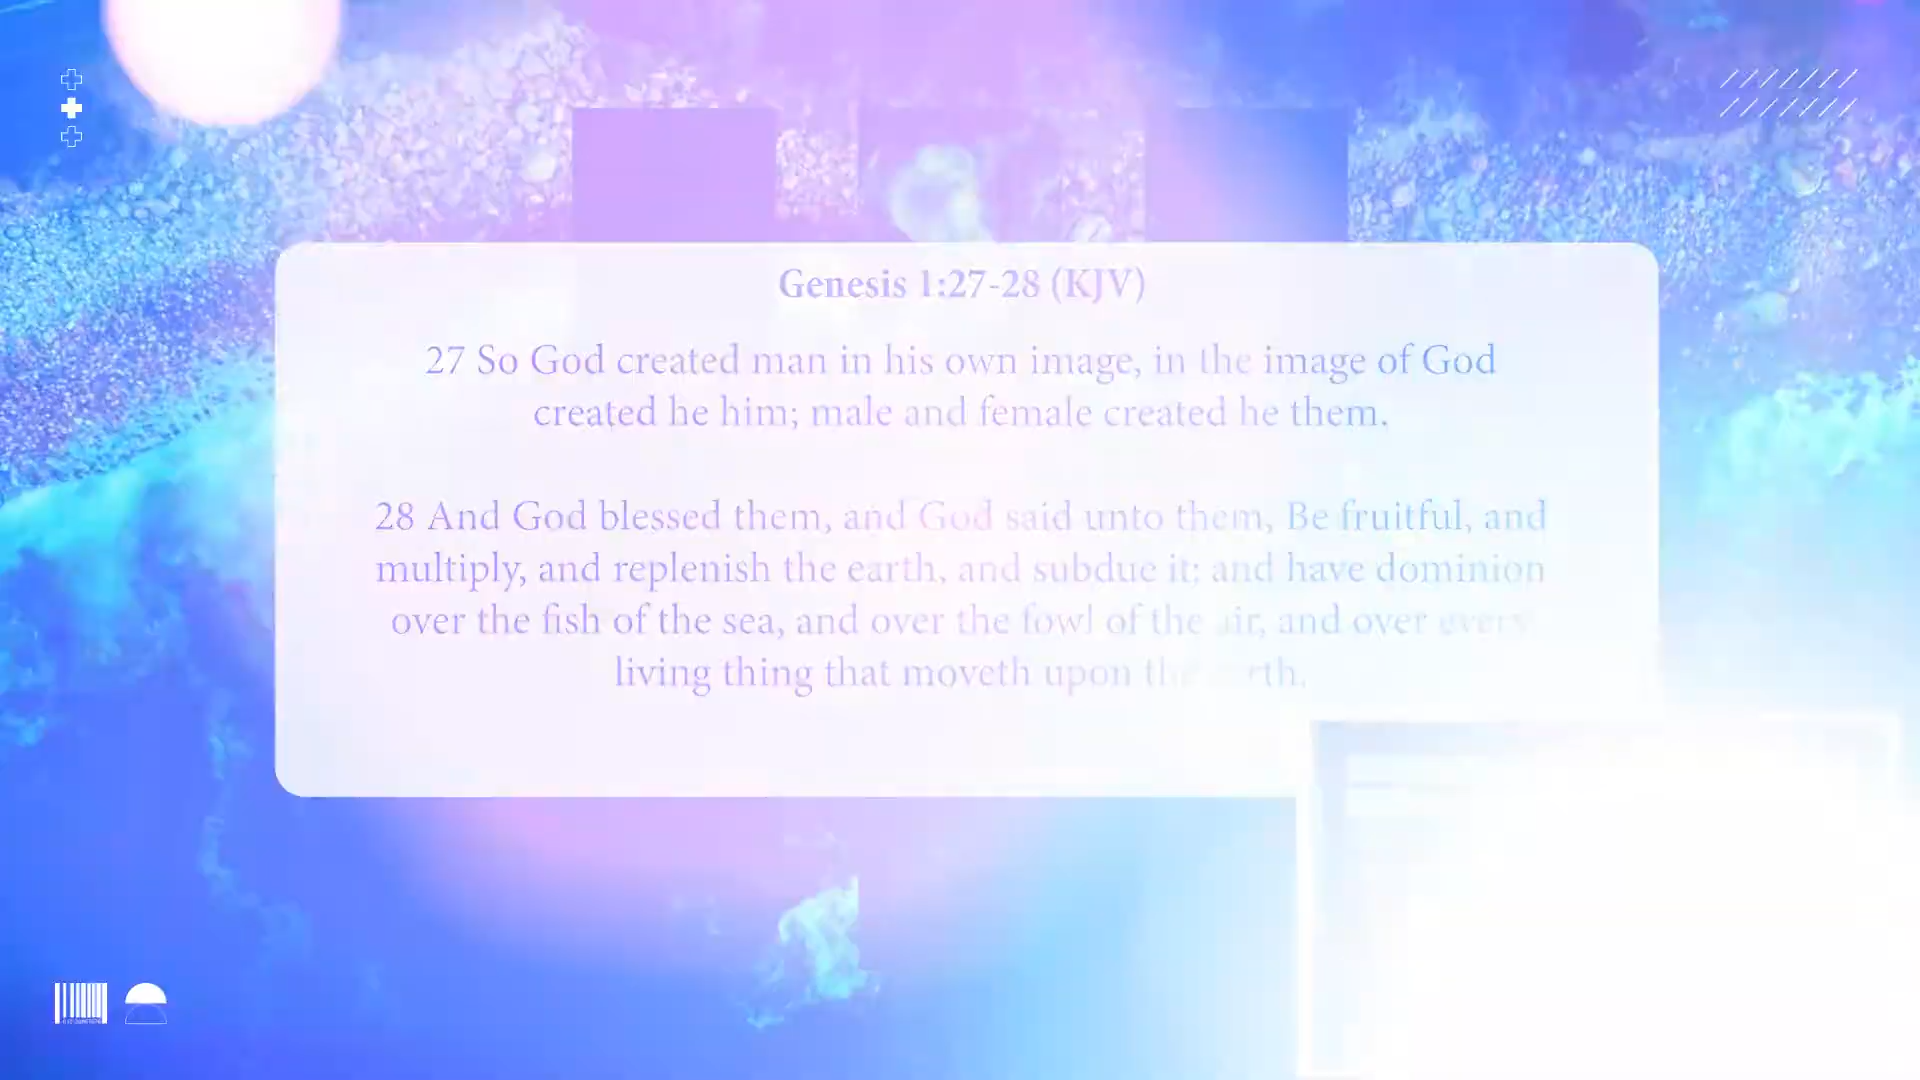 Genesis 1:27-28 (KJV)
27 So God created man in his own image, in the image of God
created he him; male and female created he them.
28 And God blessed them, and God said unto them, Be fruitful, and
multiply, and replenish the earth, and subdue it: and have dominion
over the fish of the sea, and over the fowl of the air, and over every
living thing that moveth upon the